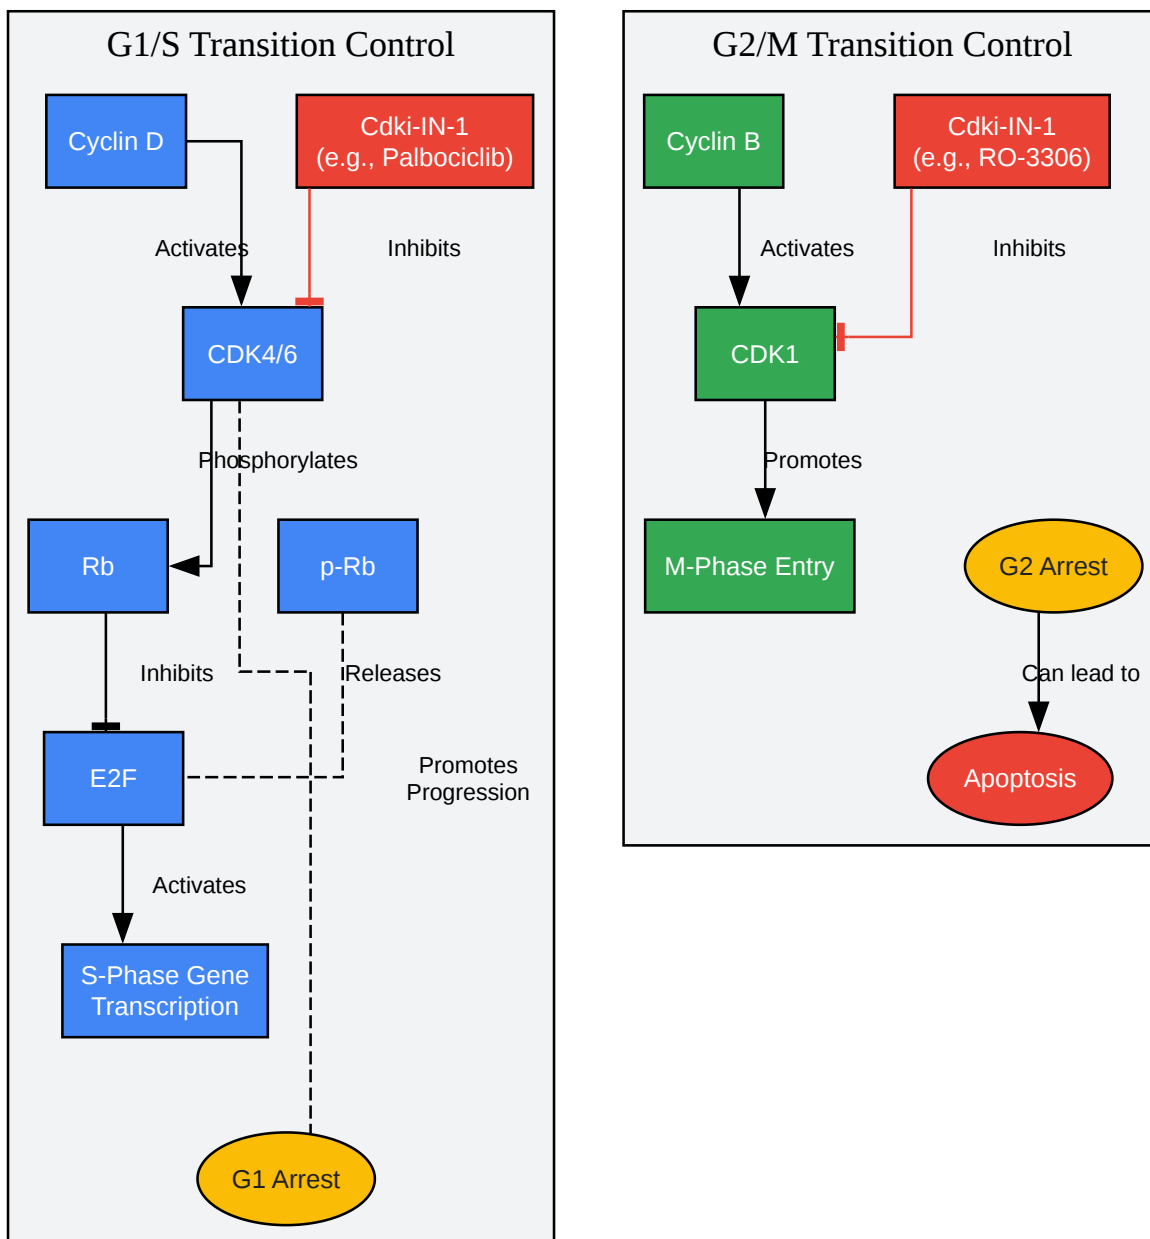 G1/S Transition Control
Cyclin D
Cdki-IN-1
(e.g., Palbociclib)
Activates
Inhibits
CDK4/6
Phosphorylates
Rb
p-Rb
Inhibits
Releases
E2F
Promotes
Progression
Activates
S-Phase Gene
Transcription
G1 Arrest
G2/M Transition Control
Cyclin B
Cdki-IN-1
(e.g., RO-3306)
Activates
Inhibits
CDK1
Promotes
M-Phase Entry
G2 Arrest
Can lead to
Apoptosis